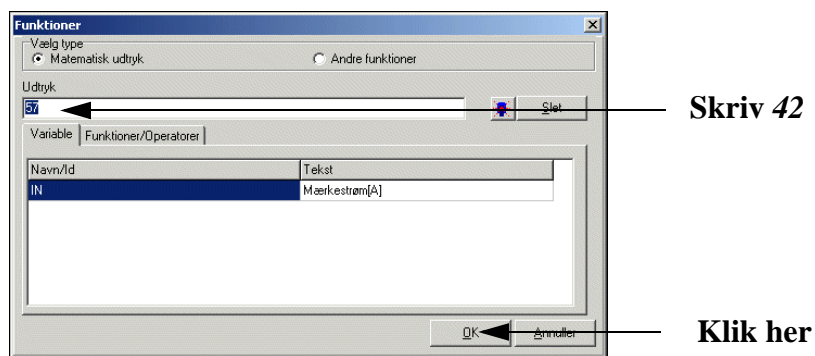 Funktioner
Vælg type
Matematisk udtryk
Andre funktioner
Udtryk
57
Slet
Skriv 42
Variable
Funktioner/Operatorer
Navn/Id
Tekst
IN
Mærkestrøm[A]
OK
Annuller
Klik her